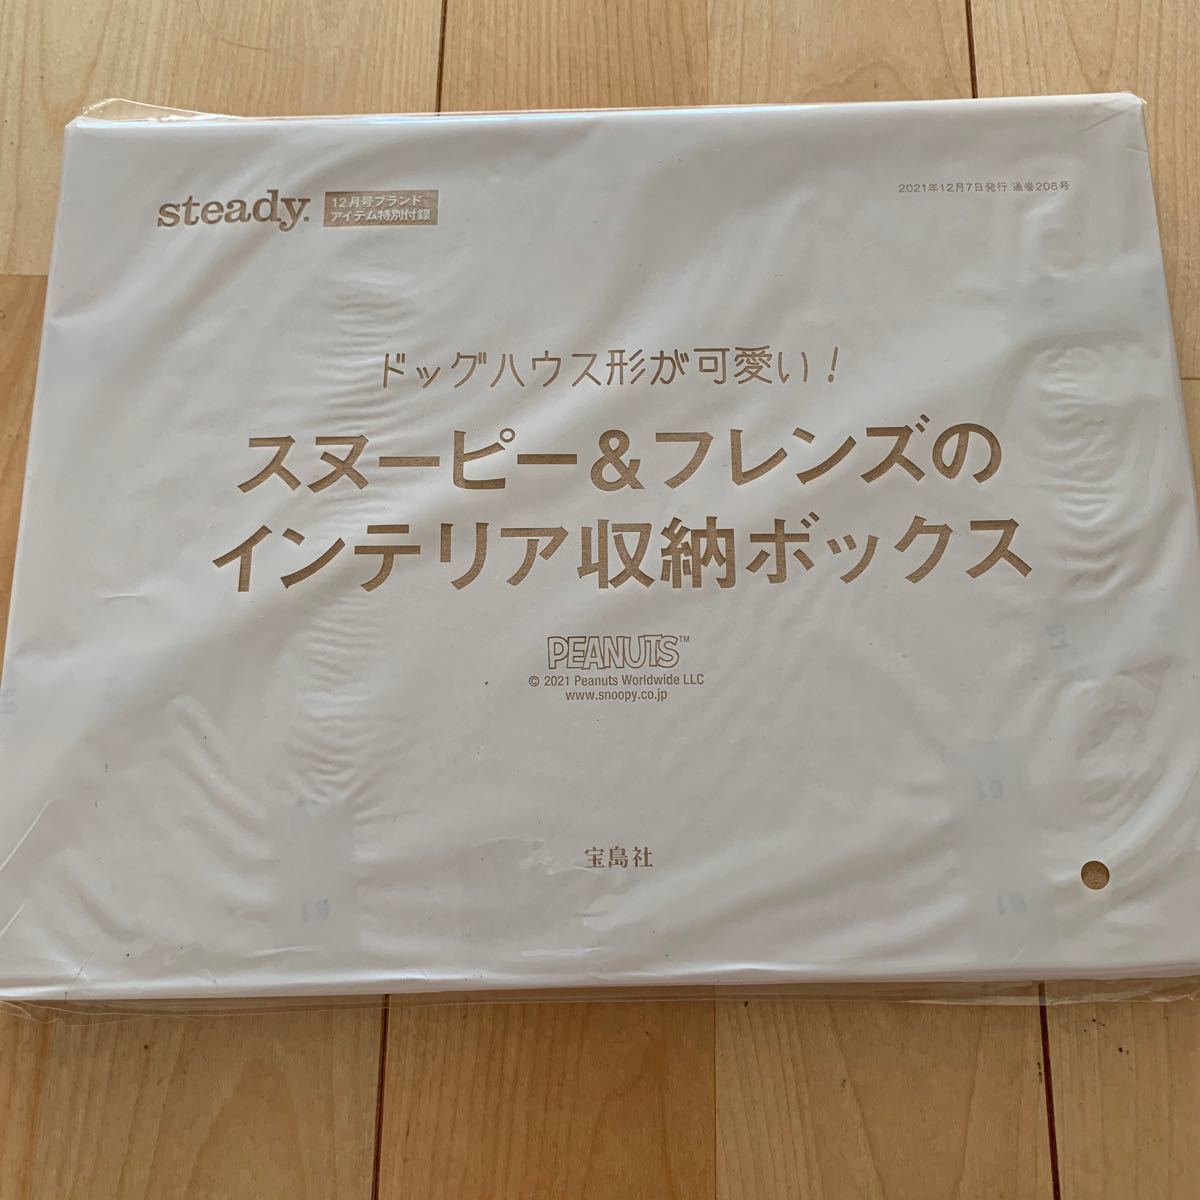 steady.
12月号ブランド
アイテム特別付録
2021年12月7日発行 通巻208号
ドッグハウス形が可愛い!
スヌーピー&フレンズの
インテリア収納ボックス
PEANUTS™
© 2021 Peanuts Worldwide LLC
www.snoopy.co.jp
宝島社